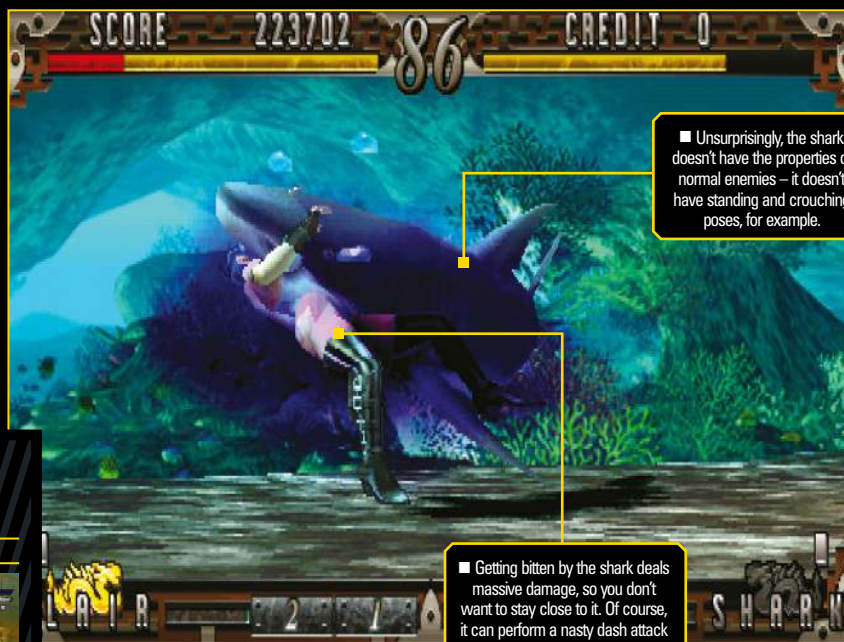 SCORE 223702 86 CREDIT 0
■ Unsurprisingly, the shark
doesn't have the properties
normal enemies – it doesn't
have standing and crouching
poses, for example.
■ Getting bitten by the shark deals
massive damage, so you don't
want to stay close to it. Of course,
it can perform a nasty dash attack
LAIR 2 1 SHARK